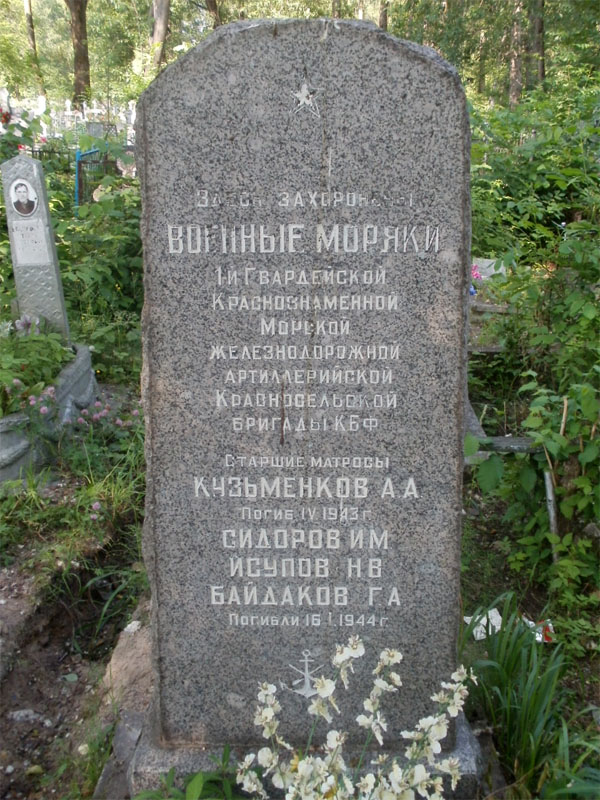 Здесь захоронены
ВОЕННЫЕ МОРЯКИ
1й Гвардейской
Краснознаменной
Морской
железнодорожной
артиллерийской
Красносельской
бригады КБФ
Старшие матросы
КУЗЬМЕНКОВ А.А.
Погиб IV 1943 г.
СИДОРОВ И М
ИСУПОВ Н В
БАЙДАКОВ Г А
Погибли 16 I. 1944 г